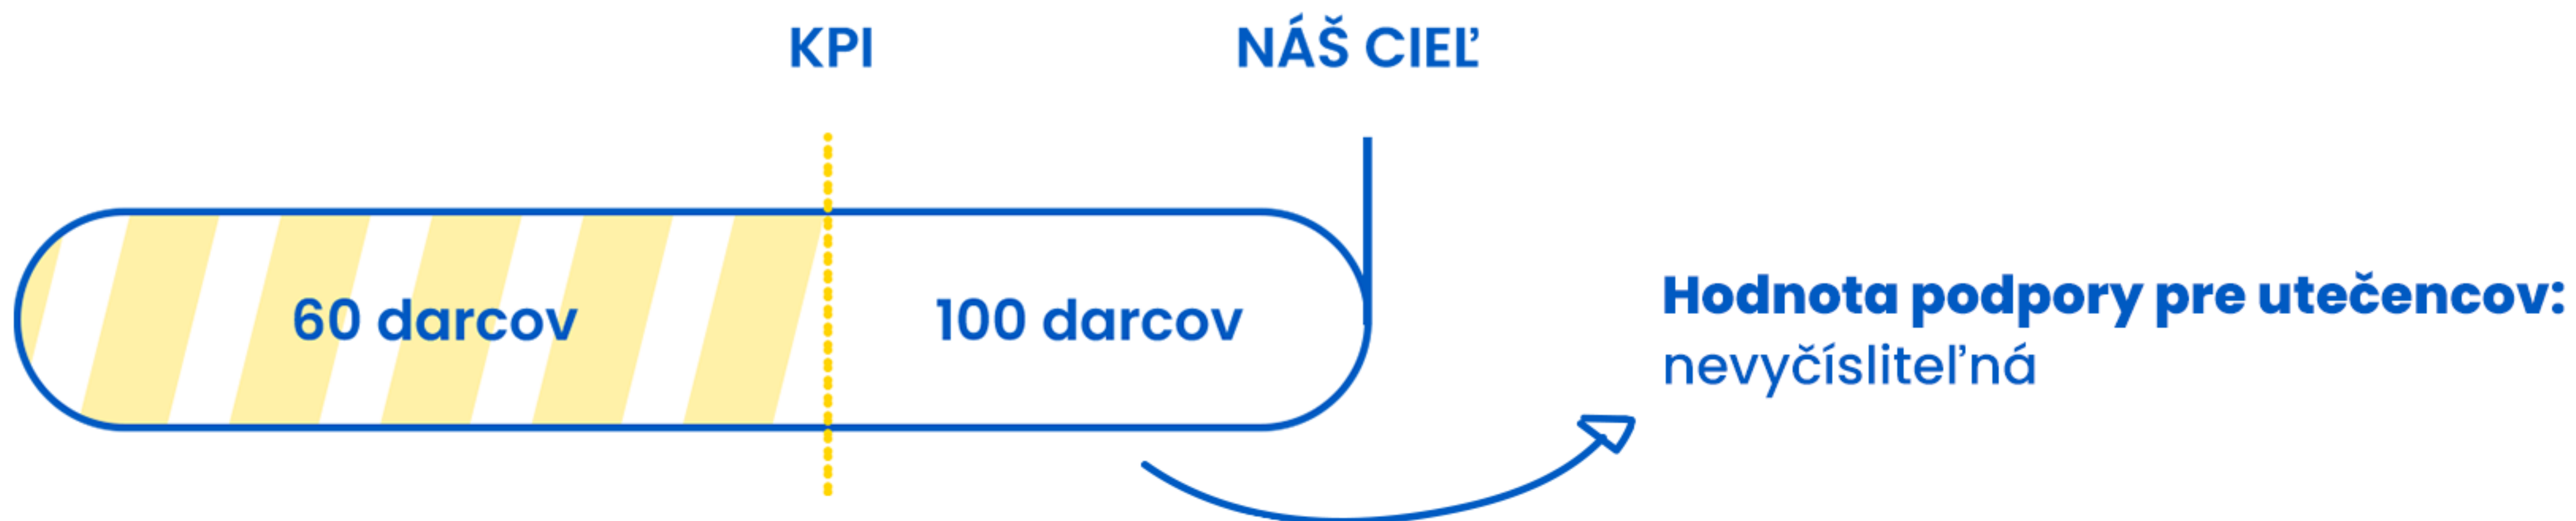 KPI
NÁŠ CIEĽ
60 darcov
100 darcov
Hodnota podpory pre utečencov:
nevyčísliteľná